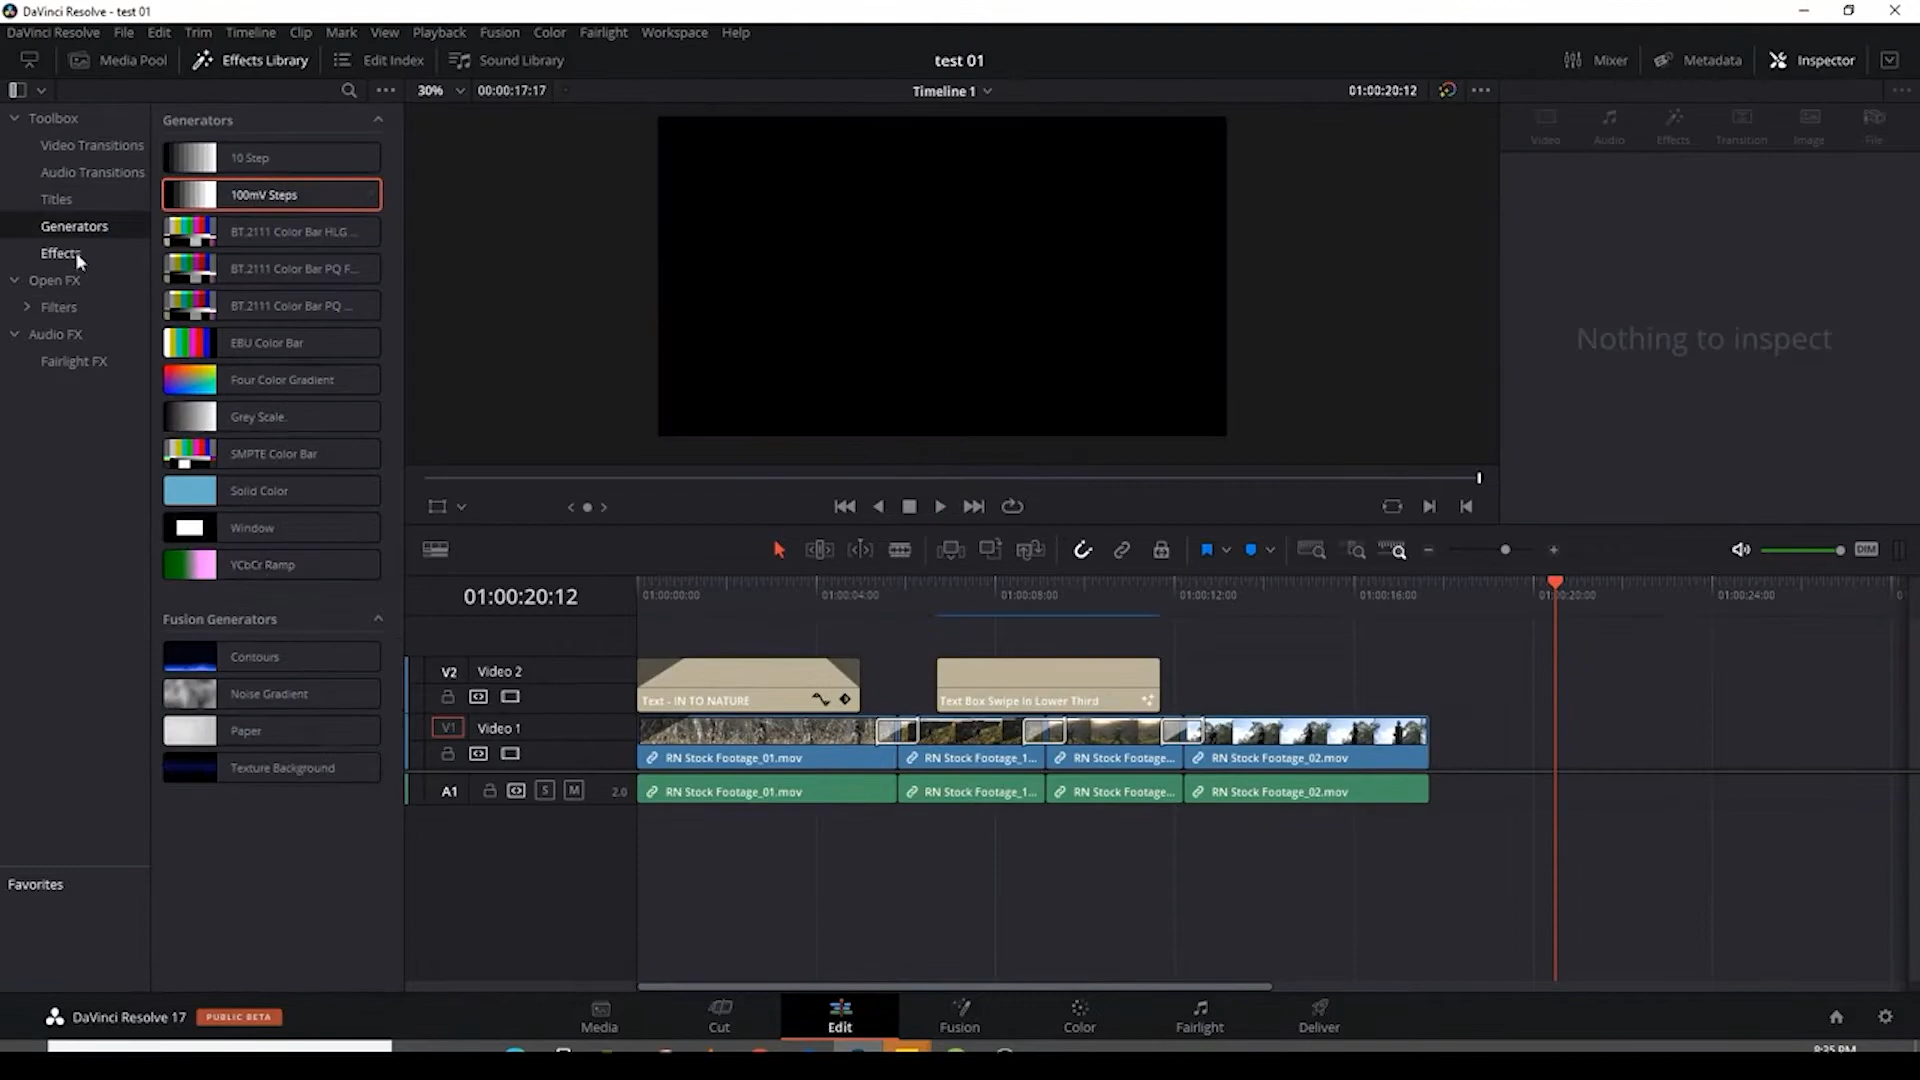 DaVinci Resolve - test 01
DaVinci Resolve File Edit Trim Timeline Clip Mark View Playback Fusion Color Fairlight Workspace Help
Media Pool Effects Library Edit Index Sound Library test 01 Mixer Metadata Inspector
30% 00:00:17:17 Timeline 1 01:00:20:12
Toolbox
Video Transitions
Audio Transitions
Titles
Generators
Effects
Open FX
Filters
Audio FX
Fairlight FX
Favorites
Generators
10 Step
100mV Steps
BT.2111 Color Bar HLG ...
BT.2111 Color Bar PQ F...
BT.2111 Color Bar PQ ...
EBU Color Bar
Four Color Gradient
Grey Scale.
SMPTE Color Bar
Solid Color
Window
YCbCr Ramp
Fusion Generators
Contours
Noise Gradient
Paper
Texture Background
Video Audio Effects Transition Image File
Nothing to inspect
DIM
01:00:20:12
01:00:00:00 01:00:04:00 01:00:08:00 01:00:12:00 01:00:16:00 01:00:20:00 01:00:24:00
V2 Video 2
Text - IN TO NATURE Text Box Swipe In Lower Third
V1 Video 1
RN Stock Footage_01.mov RN Stock Footage_1... RN Stock Footage... RN Stock Footage_02.mov
A1 S M 2.0 RN Stock Footage_01.mov RN Stock Footage_1... RN Stock Footage... RN Stock Footage_02.mov
DaVinci Resolve 17 PUBLIC BETA
Media Cut Edit Fusion Color Fairlight Deliver
8:35 PM